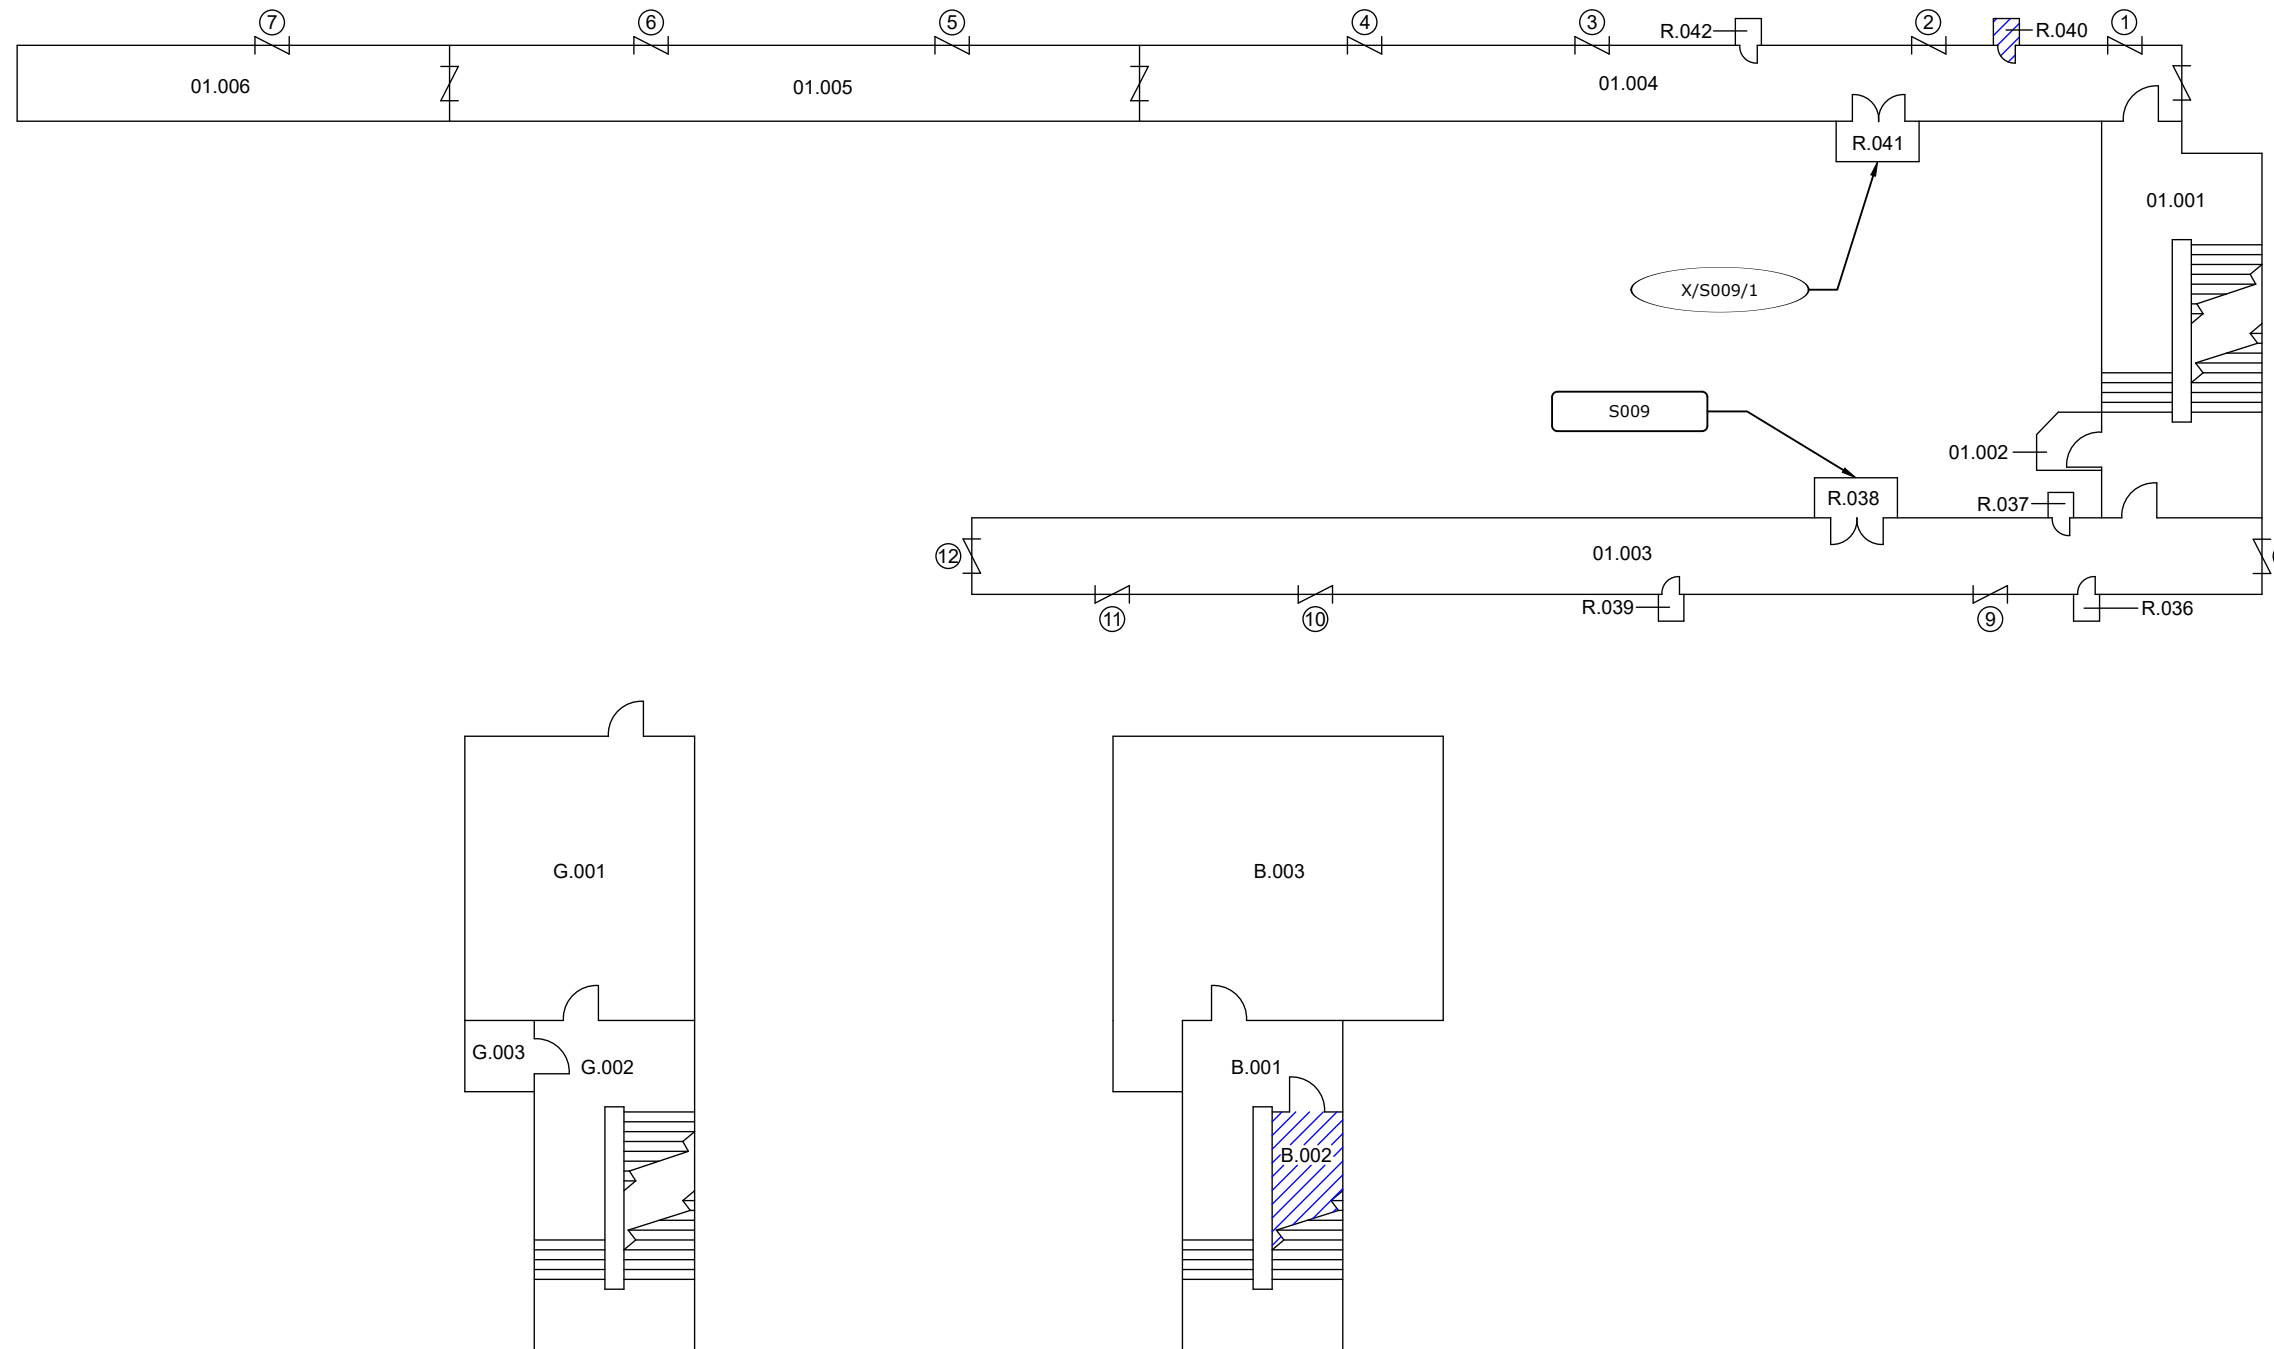 ⑦ ⑥ ⑤ ④ ③ R.042 ② R.040 ①
01.006 01.005 01.004
R.041
01.001
X/S009/1
S009
01.002
R.038 R.037
⑫ 01.003
R.039 R.036
⑪ ⑩ ⑨
G.001 B.003
G.003 G.002 B.001
B.002